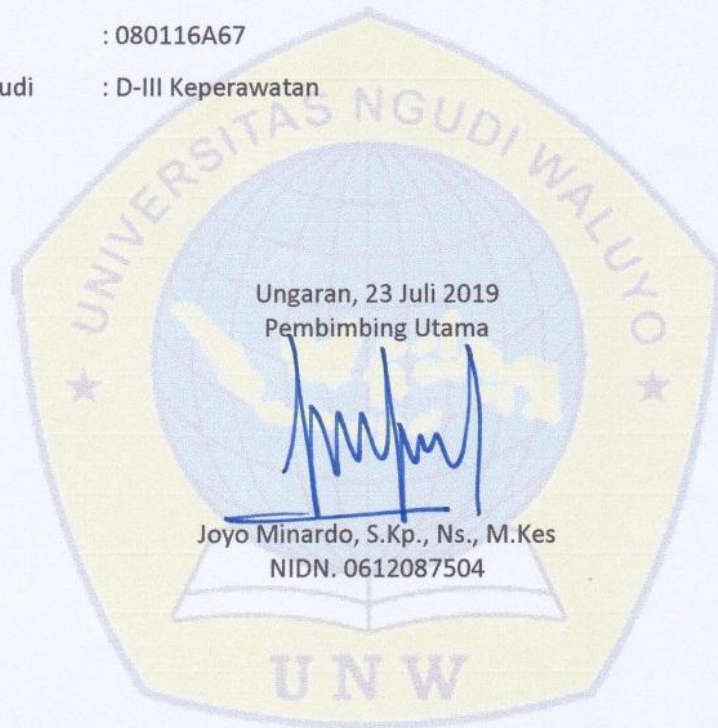 : 080116A67
udi : D-III Keperawatan
UNIVERSITAS NGUDI WALUYO
Ungaran, 23 Juli 2019
Pembimbing Utama
Joyo Minardo, S.Kp., Ns., M.Kes
NIDN. 0612087504
UNW